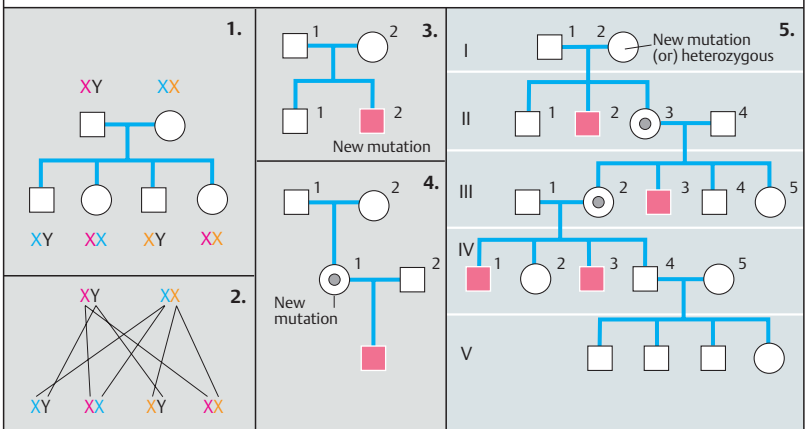 1.
XY XX
XY XX XY XX
2.
XY XX
XY XX XY XX
3.
1 2
1 2
New mutation
4.
1 2
1 2
New
mutation
5.
I 1 2 New mutation
(or) heterozygous
II 1 2 3 4
III 1 2 3 4 5
IV 1 2 3 4 5
V